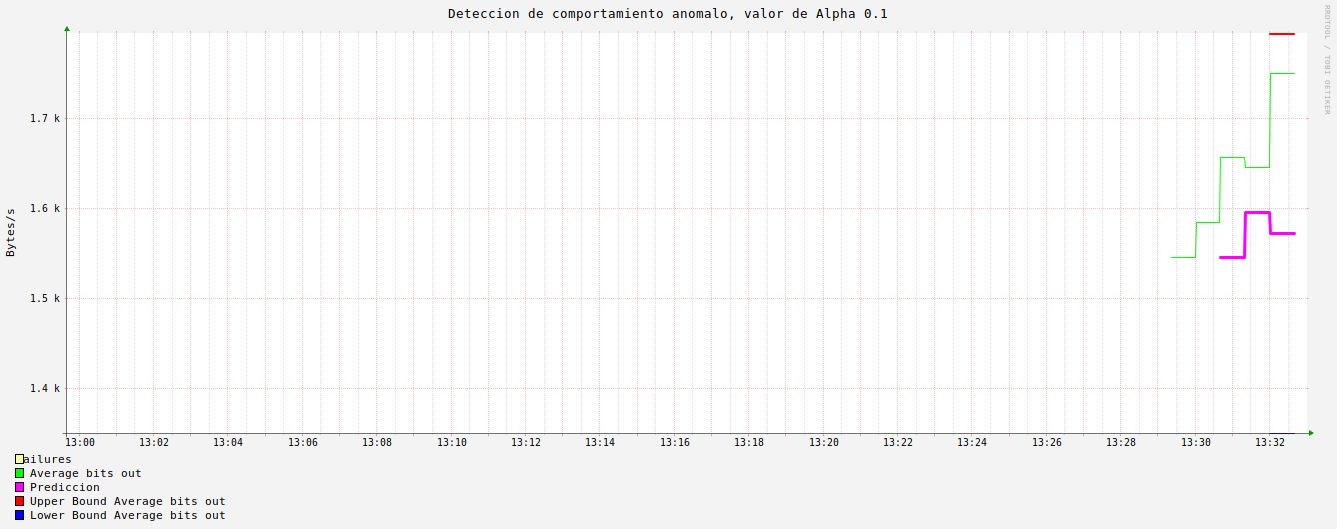 Deteccion de comportamiento anomalo, valor de Alpha 0.1
RRDTOOL / TOBI OETIKER
Bytes/s
1.7 k
1.6 k
1.5 k
1.4 k
13:00 13:02 13:04 13:06 13:08 13:10 13:12 13:14 13:16 13:18 13:20 13:22 13:24 13:26 13:28 13:30 13:32
ailures
Average bits out
Prediccion
Upper Bound Average bits out
Lower Bound Average bits out